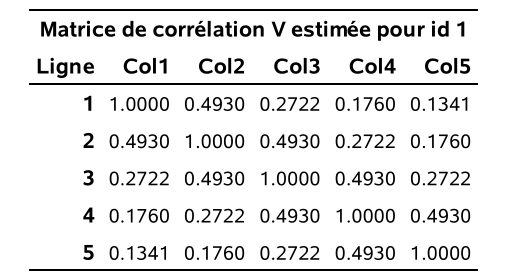 Matrice de corrélation V estimée pour id 1
Ligne Col1 Col2 Col3 Col4 Col5
1 1.0000 0.4930 0.2722 0.1760 0.1341
2 0.4930 1.0000 0.4930 0.2722 0.1760
3 0.2722 0.4930 1.0000 0.4930 0.2722
4 0.1760 0.2722 0.4930 1.0000 0.4930
5 0.1341 0.1760 0.2722 0.4930 1.0000